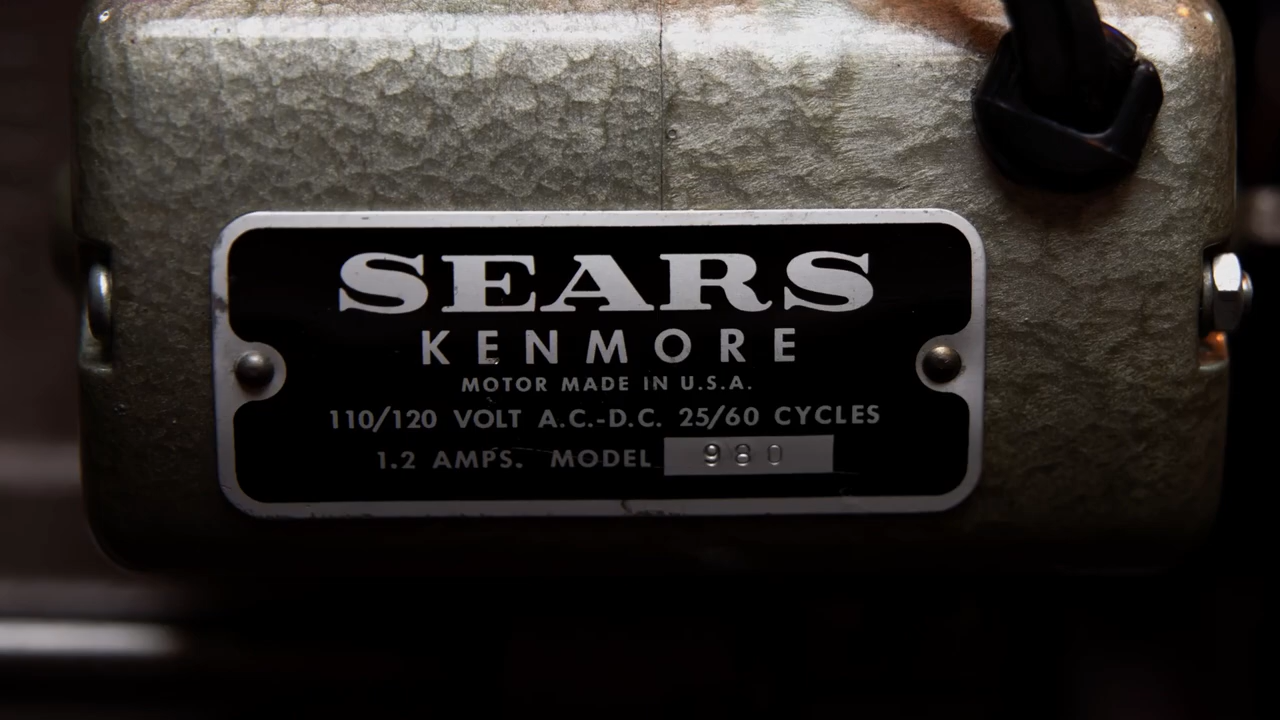 SEARS
KENMORE
MOTOR MADE IN U.S.A.
110/120 VOLT A.C.-D.C. 25/60 CYCLES
1.2 AMPS. MODEL 980